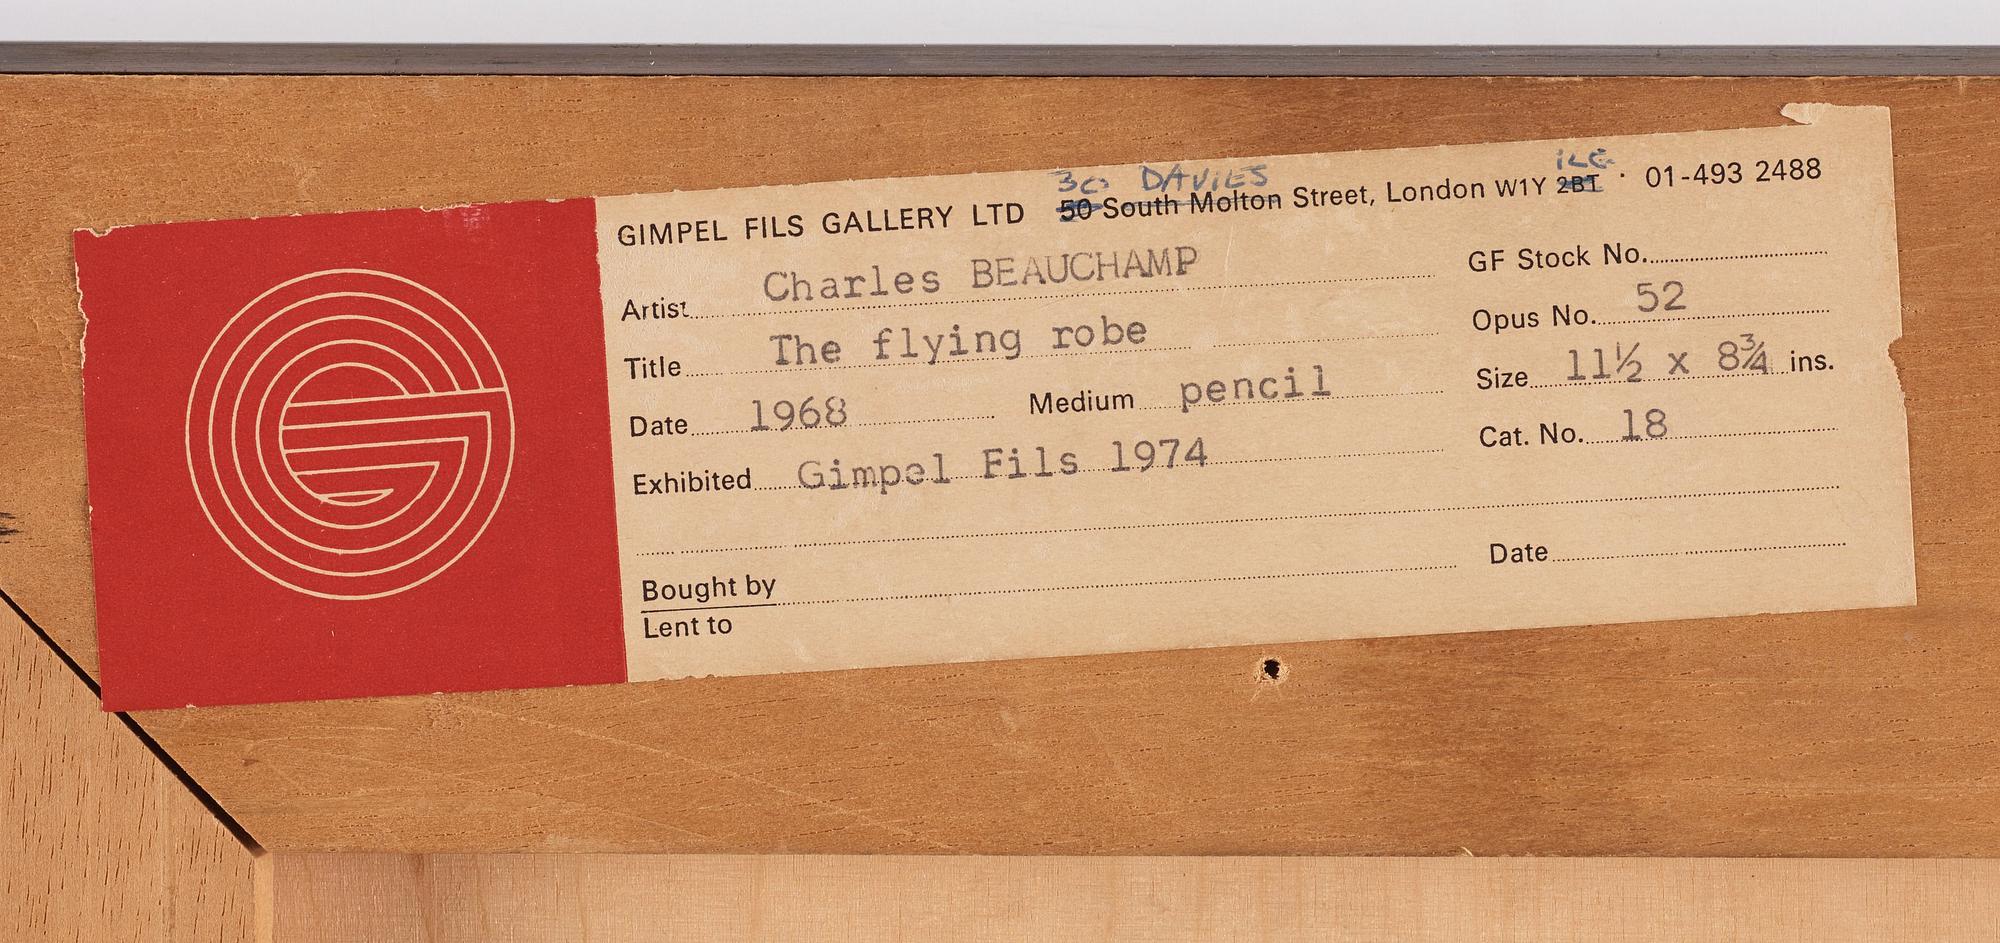 30 DAVIES 1LG
GIMPEL FILS GALLERY LTD 50 South Molton Street, London W1Y 2BT · 01-493 2488
Artist Charles BEAUCHAMP GF Stock No.
Title The flying robe Opus No. 52
Date 1968 Medium pencil Size 11½ x 8¾ ins.
Exhibited Gimpel Fils 1974 Cat. No. 18
Bought by Date
Lent to